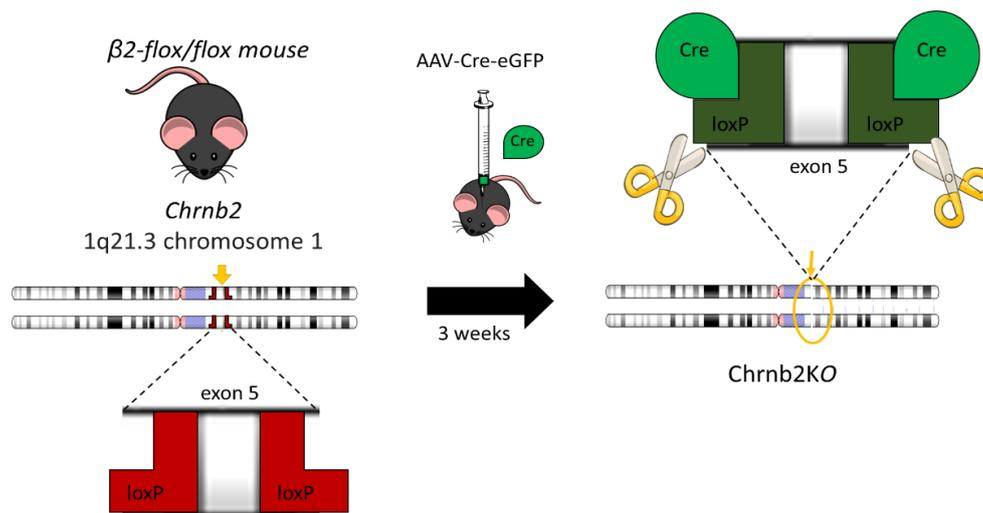 β2-flox/flox mouse
Chrnb2
1q21.3 chromosome 1
exon 5
loxP
loxP
AAV-Cre-eGFP
Cre
3 weeks
Cre
Cre
loxP
loxP
exon 5
Chrnb2KO